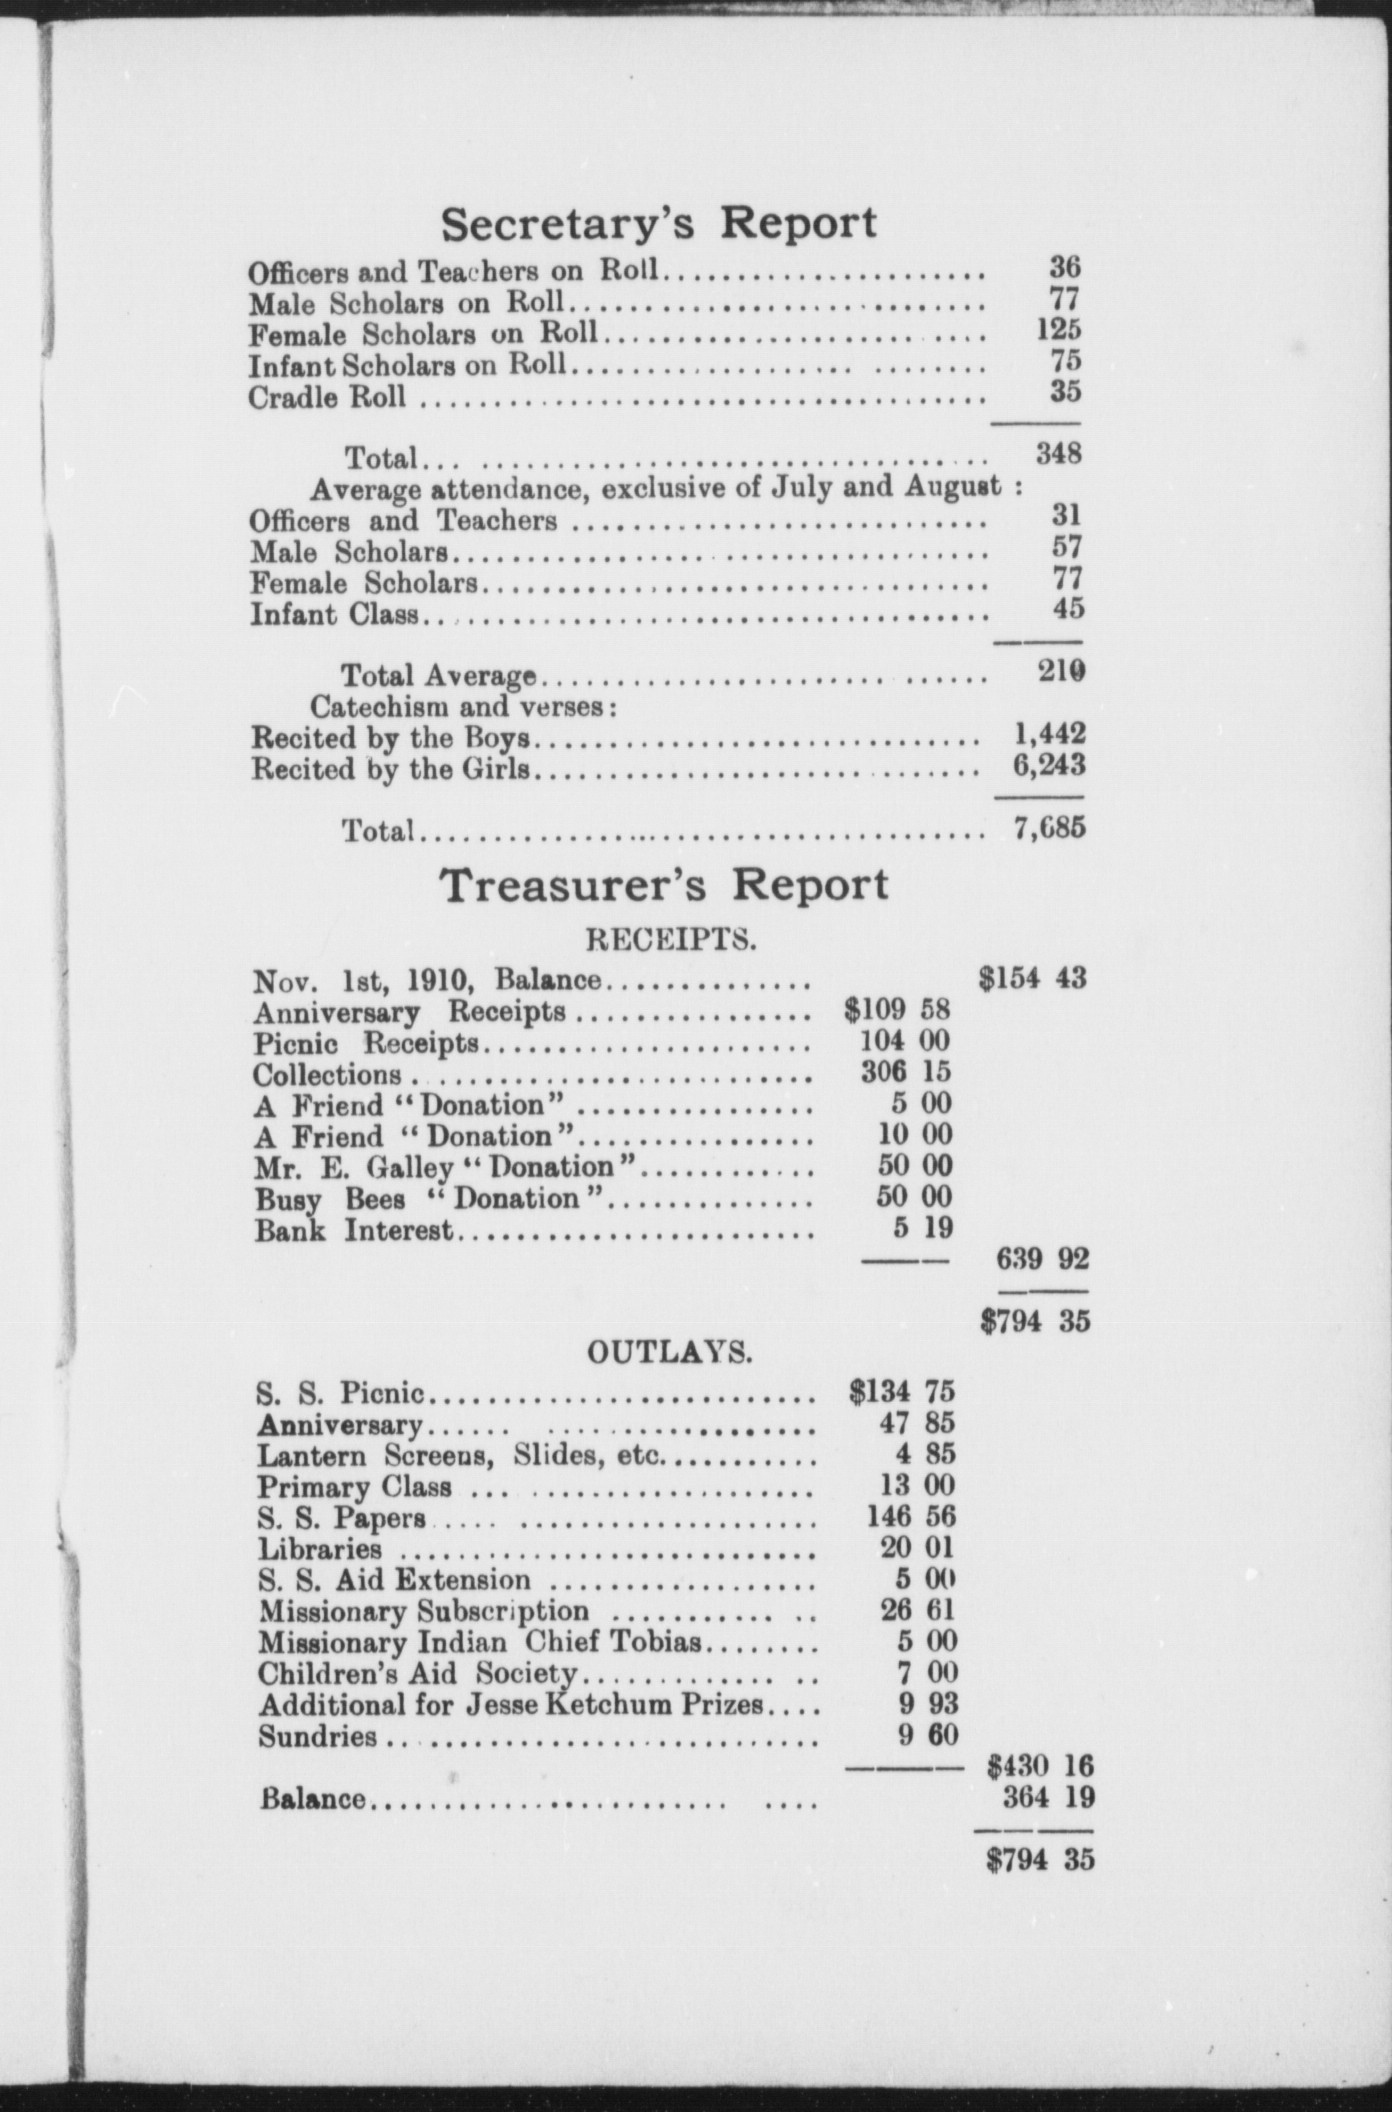 Secretary's Report
Officers and Teachers on Roll...................... 36
Male Scholars on Roll............................ 77
Female Scholars on Roll.......................... 125
Infant Scholars on Roll........................... 75
Cradle Roll ...................................... 35
Total...................................... 348
Average attendance, exclusive of July and August :
Officers and Teachers ............................ 31
Male Scholars.................................... 57
Female Scholars.................................. 77
Infant Class...................................... 45
Total Average.............................. 210
Catechism and verses:
Recited by the Boys.............................. 1,442
Recited by the Girls.............................. 6,243
Total...................................... 7,685
Treasurer's Report
RECEIPTS.
Nov. 1st, 1910, Balance.............. $154 43
Anniversary Receipts ................ $109 58
Picnic Receipts...................... 104 00
Collections ........................... 306 15
A Friend "Donation" ................ 5 00
A Friend "Donation"................ 10 00
Mr. E. Galley "Donation"............ 50 00
Busy Bees "Donation".............. 50 00
Bank Interest........................ 5 19
639 92
$794 35
OUTLAYS.
S. S. Picnic.......................... $134 75
Anniversary........................ 47 85
Lantern Screens, Slides, etc........... 4 85
Primary Class ...................... 13 00
S. S. Papers......................... 146 56
Libraries ............................ 20 01
S. S. Aid Extension .................. 5 00
Missionary Subscription ............. 26 61
Missionary Indian Chief Tobias........ 5 00
Children's Aid Society............... 7 00
Additional for Jesse Ketchum Prizes.... 9 93
Sundries ............................. 9 60
$430 16
Balance............................ 364 19
$794 35